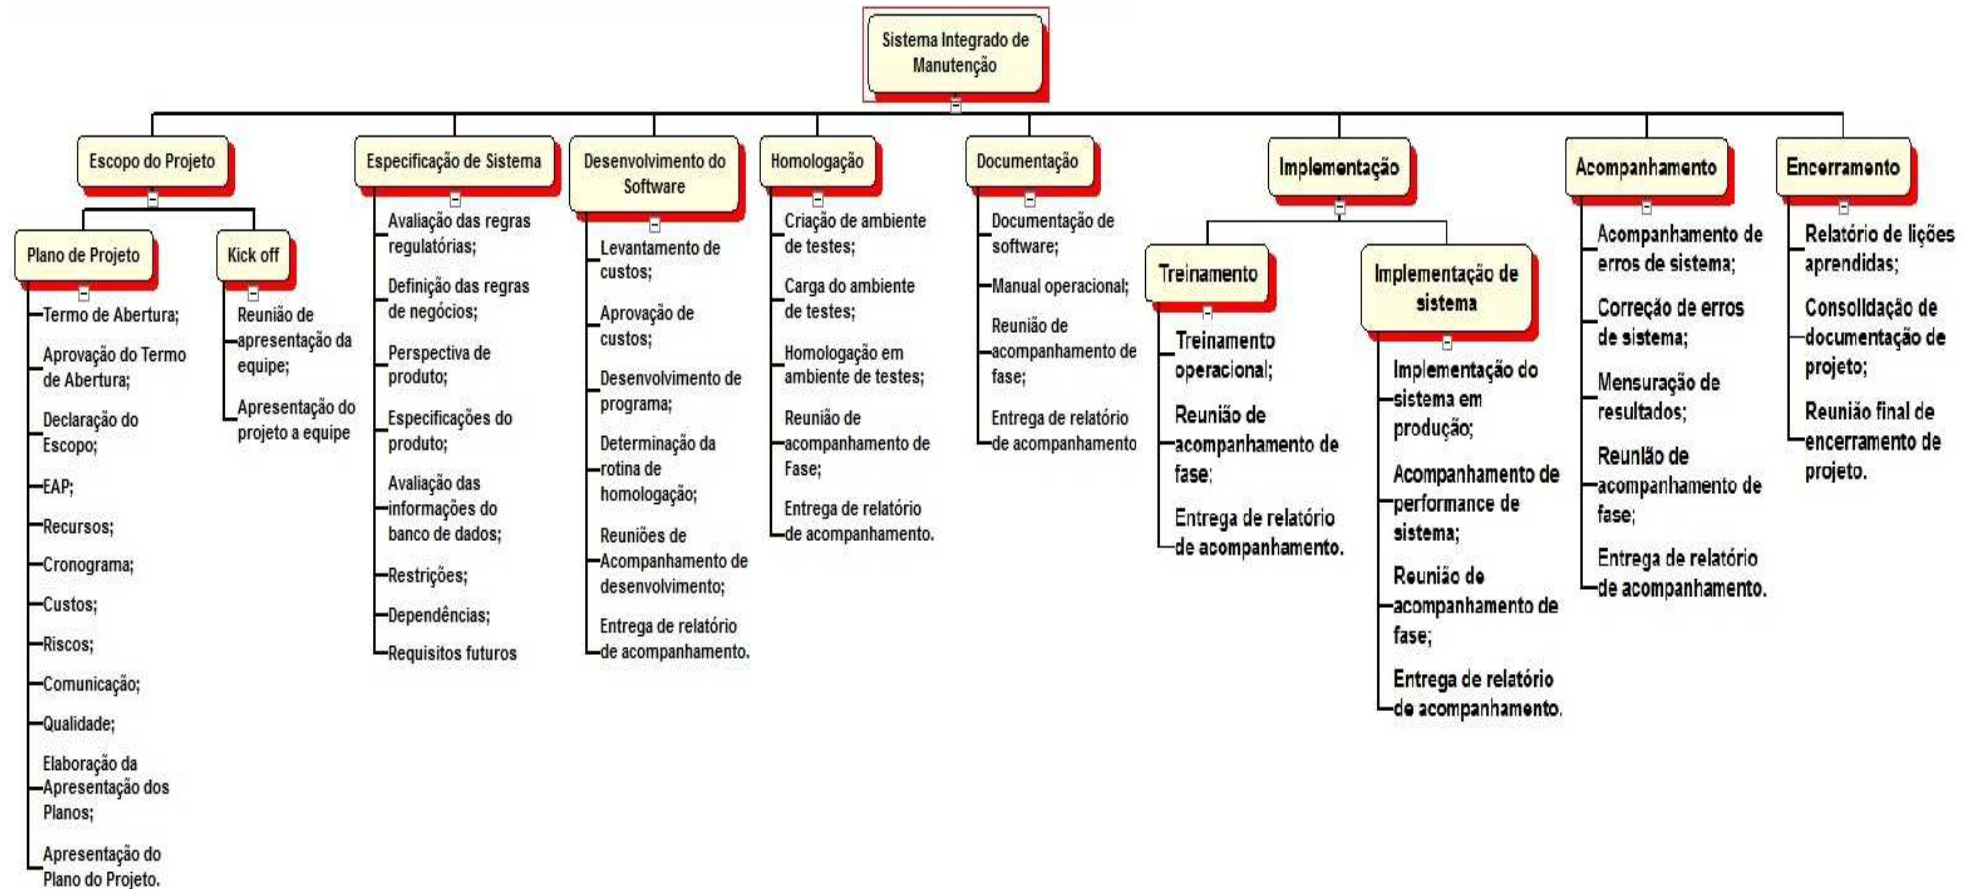 Sistema Integrado de
Manutenção
Escopo do Projeto
Plano de Projeto
Termo de Abertura;
Aprovação do Termo
de Abertura;
Declaração do
Escopo;
EAP;
Recursos;
Cronograma;
Custos;
Riscos;
Comunicação;
Qualidade;
Elaboração da
Apresentação dos
Planos;
Apresentação do
Plano do Projeto.
Kick off
Reunião de
apresentação da
equipe;
Apresentação do
projeto a equipe
Especificação de Sistema
Avaliação das regras
regulatórias;
Definição das regras
de negócios;
Perspectiva de
produto;
Especificações do
produto;
Avaliação das
informações do
banco de dados;
Restrições;
Dependências;
Requisitos futuros
Desenvolvimento do
Software
Levantamento de
custos;
Aprovação de
custos;
Desenvolvimento de
programa;
Determinação da
rotina de
homologação;
Reuniões de
Acompanhamento de
desenvolvimento;
Entrega de relatório
de acompanhamento.
Homologação
Criação de ambiente
de testes;
Carga do ambiente
de testes;
Homologação em
ambiente de testes;
Reunião de
acompanhamento de
Fase;
Entrega de relatório
de acompanhamento.
Documentação
Documentação de
software;
Manual operacional;
Reunião de
acompanhamento de
fase;
Entrega de relatório
de acompanhamento
Implementação
Treinamento
Treinamento
operacional;
Reunião de
acompanhamento de
fase;
Entrega de relatório
de acompanhamento.
Implementação de
sistema
Implementação do
sistema em
produção;
Acompanhamento de
performance de
sistema;
Reunião de
acompanhamento de
fase;
Entrega de relatório
de acompanhamento.
Acompanhamento
Acompanhamento de
erros de sistema;
Correção de erros
de sistema;
Mensuração de
resultados;
Reunião de
acompanhamento de
fase;
Entrega de relatório
de acompanhamento.
Encerramento
Relatório de lições
aprendidas;
Consolidação de
documentação de
projeto;
Reunião final de
encerramento de
projeto.